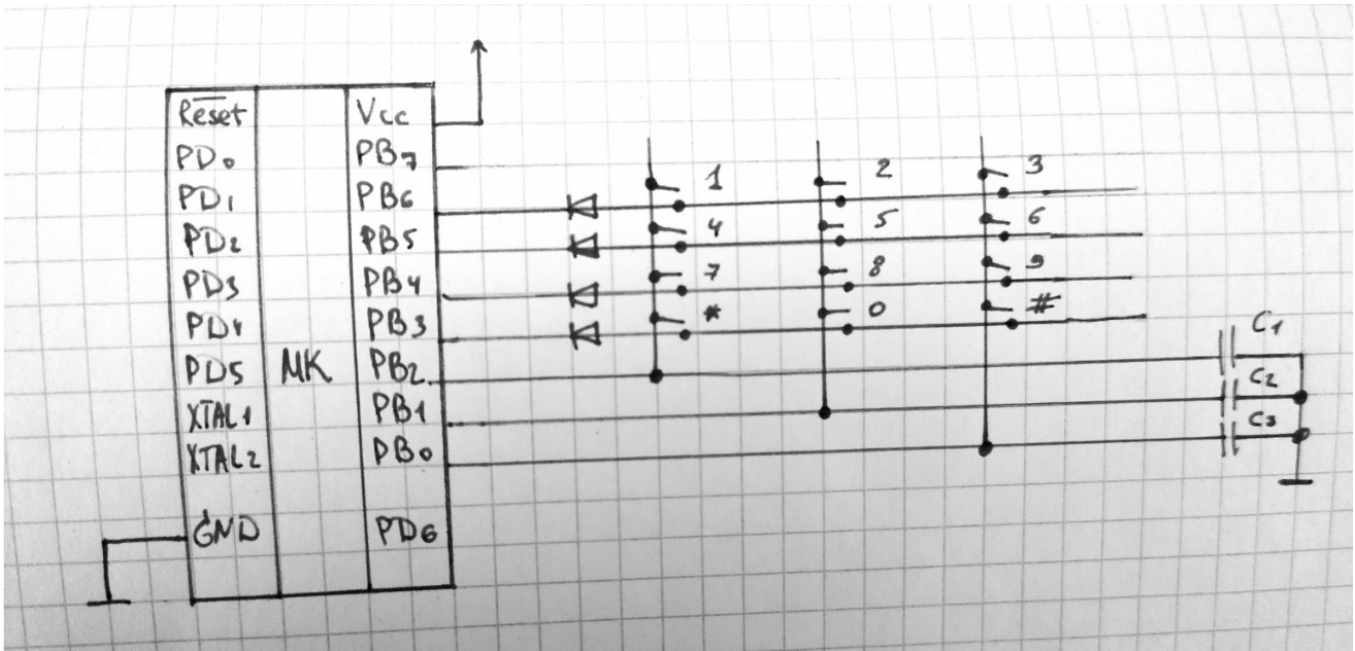 Reset Vcc
PD0 PB7
PD1 PB6 1 2 3
PD2 PB5 4 5 6
PD3 PB4 7 8 9
PD4 PB3 * 0 #
PD5 MK PB2 C1
XTAL1 PB1 C2
XTAL2 PB0 C3
GND PD6